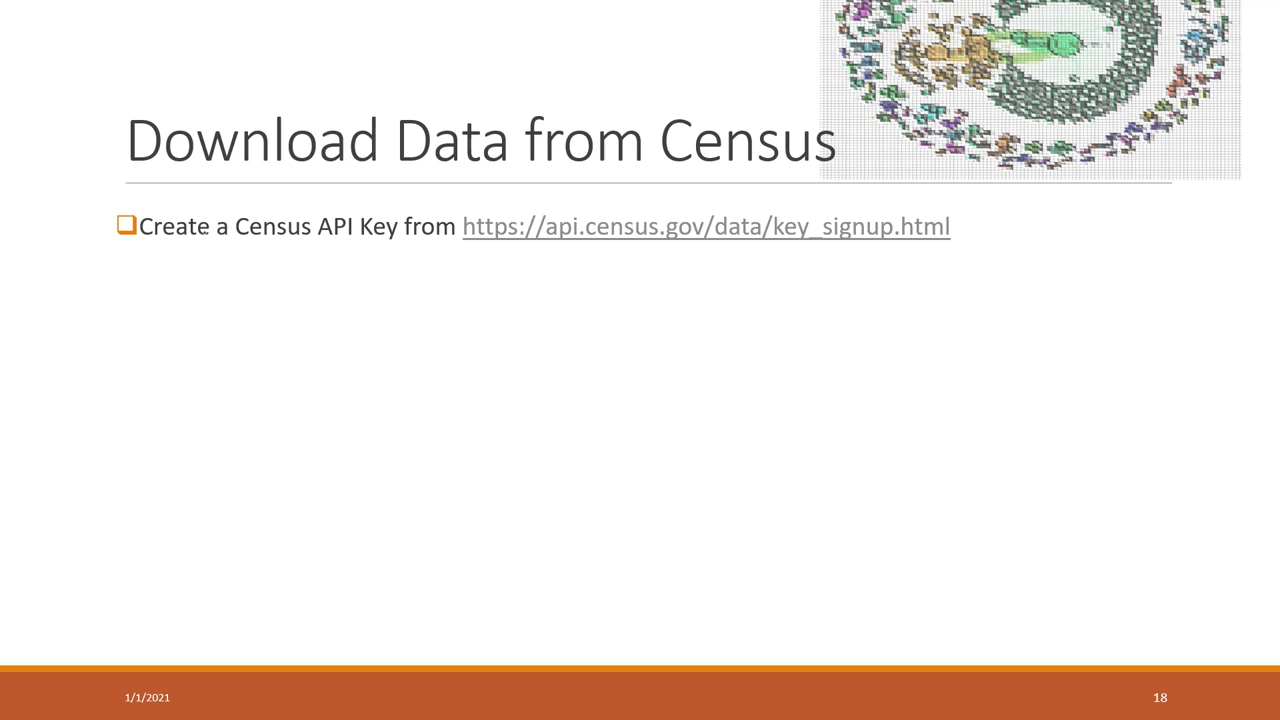 Download Data from Census
❑Create a Census API Key from https://api.census.gov/data/key_signup.html
1/1/2021
18